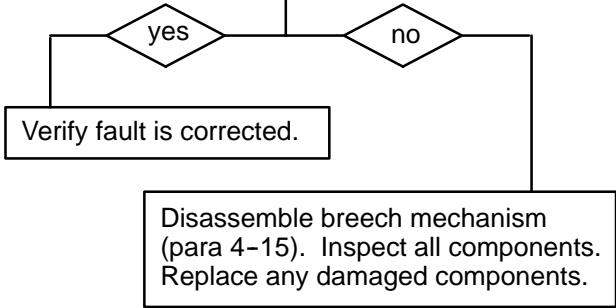 yes
no
Verify fault is corrected.
Disassemble breech mechanism
(para 4-15).  Inspect all components.
Replace any damaged components.